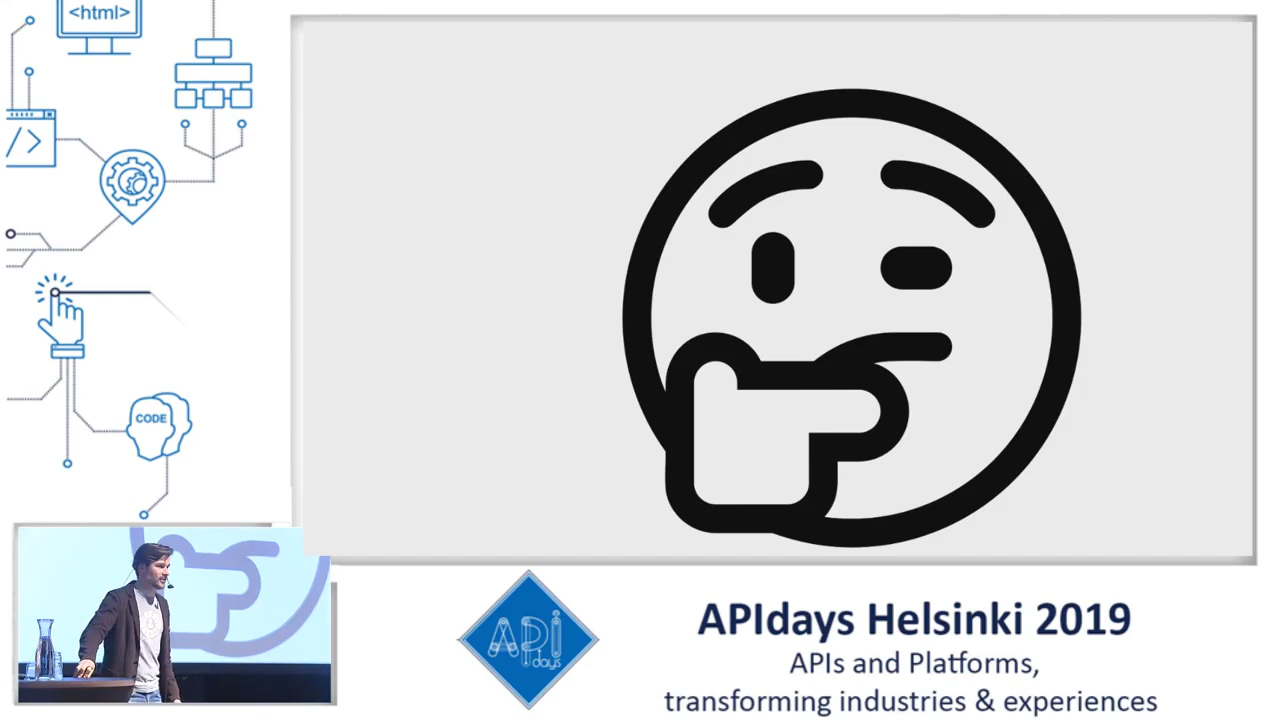 <html>
</>
CODE
API
days
APIdays Helsinki 2019
APIs and Platforms,
transforming industries & experiences